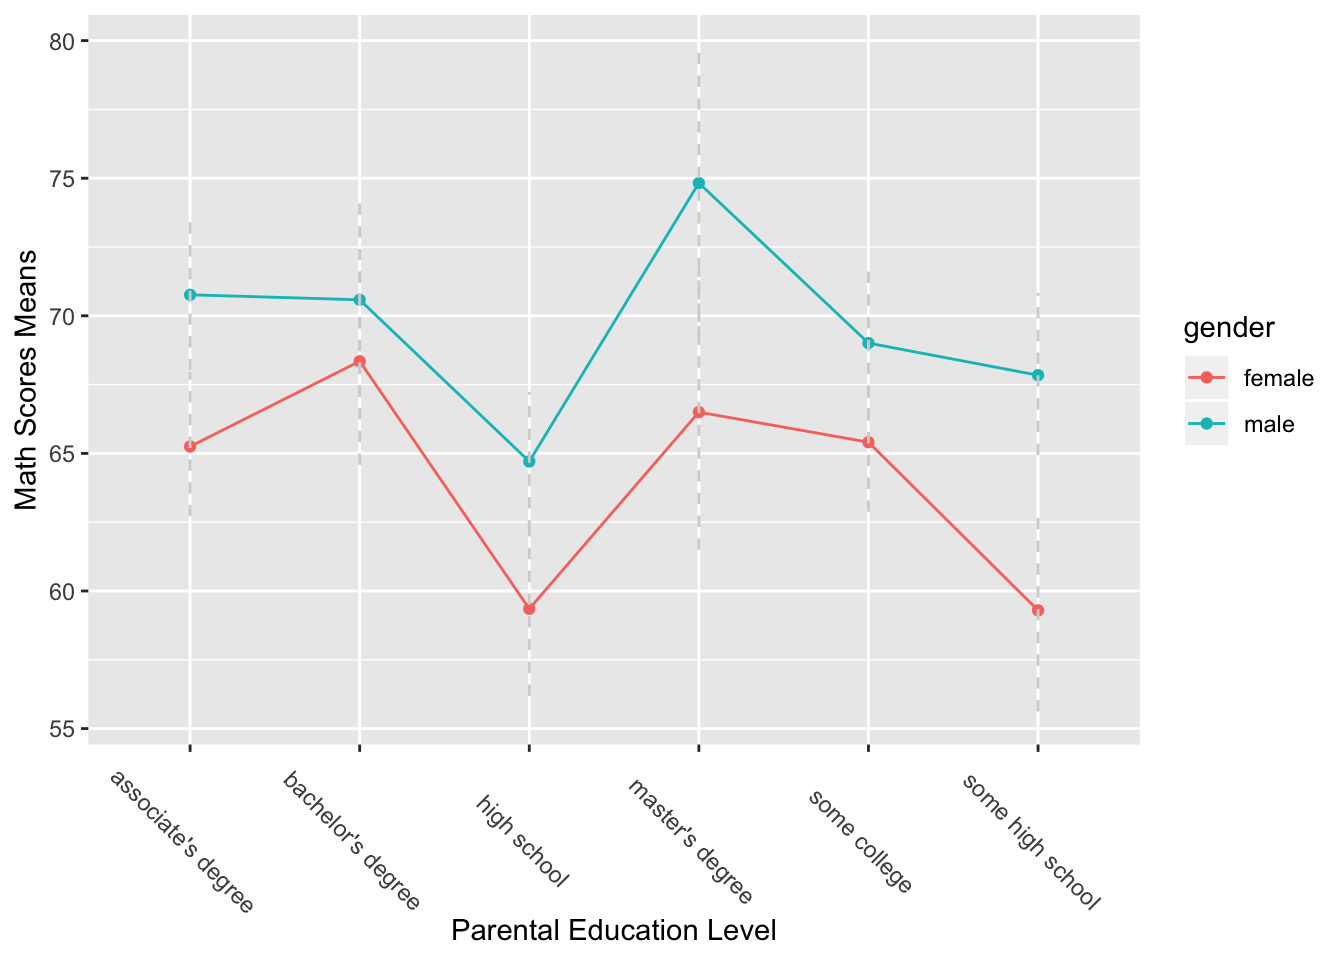 Math Scores Means
80
75
70
65
60
55
associate's degree
bachelor's degree
high school
master's degree
some college
some high school
Parental Education Level
gender
female
male